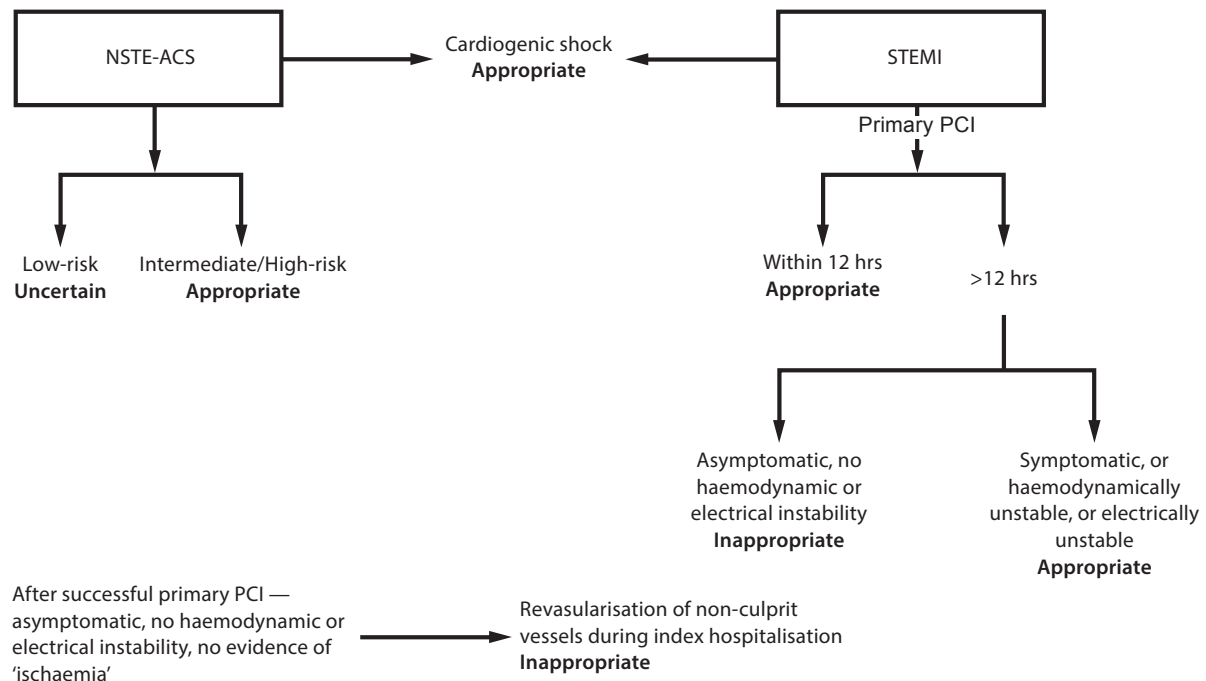 NSTE-ACS
Cardiogenic shock
Appropriate
STEMI
Primary PCI
Low-risk
Uncertain
Intermediate/High-risk
Appropriate
Within 12 hrs
Appropriate
>12 hrs
Asymptomatic, no
haemodynamic or
electrical instability
Inappropriate
Symptomatic, or
haemodynamically
unstable, or electrically
unstable
Appropriate
After successful primary PCI —
asymptomatic, no haemodynamic or
electrical instability, no evidence of
‘ischaemia’
Revasularisation of non-culprit
vessels during index hospitalisation
Inappropriate